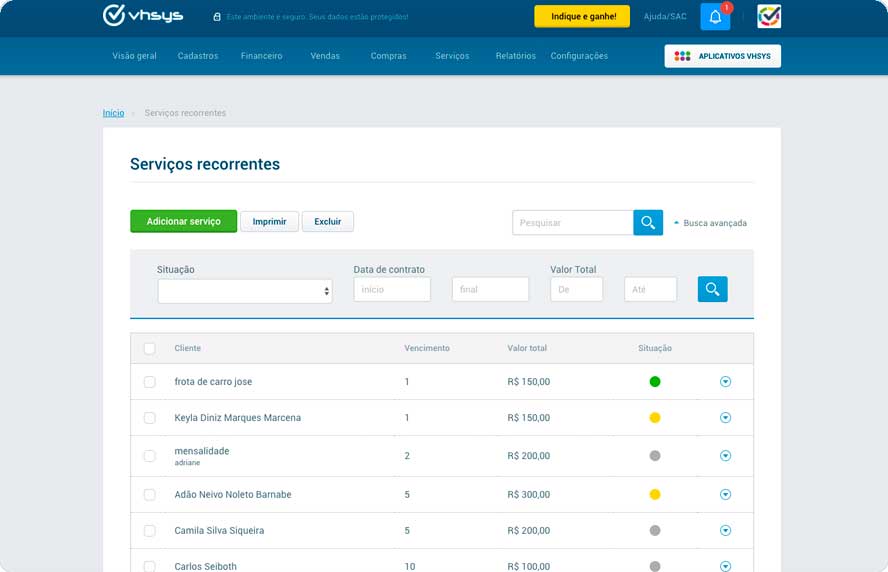 vhsys Este ambiente é seguro. Seus dados estão protegidos! Indique e ganhe! Ajuda/SAC 1
Visão geral Cadastros Financeiro Vendas Compras Serviços Relatórios Configurações APLICATIVOS VHSYS
Início Serviços recorrentes
Serviços recorrentes
Adicionar serviço Imprimir Excluir Pesquisar Busca avançada
Situação Data de contrato Valor Total
início final De Até
Cliente Vencimento Valor total Situação
frota de carro jose 1 R$ 150,00
Keyla Diniz Marques Marcena 1 R$ 150,00
mensalidade 2 R$ 200,00
adriane
Adão Neivo Noleto Barnabe 5 R$ 300,00
Camila Silva Siqueira 5 R$ 200,00
Carlos Seiboth 10 R$ 100,00